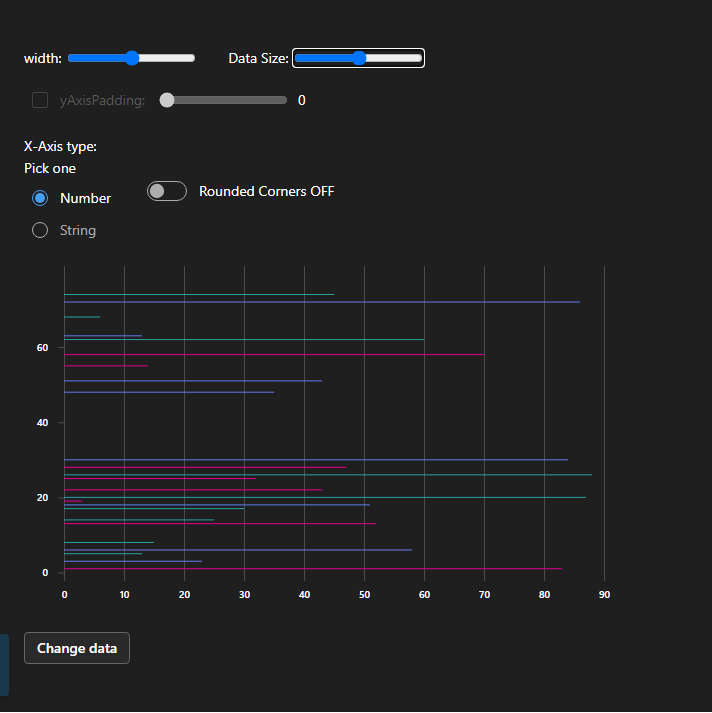 width: Data Size:
yAxisPadding: 0
X-Axis type:
Pick one
Number
Rounded Corners OFF
String
60
40
20
0
0 10 20 30 40 50 60 70 80 90
Change data